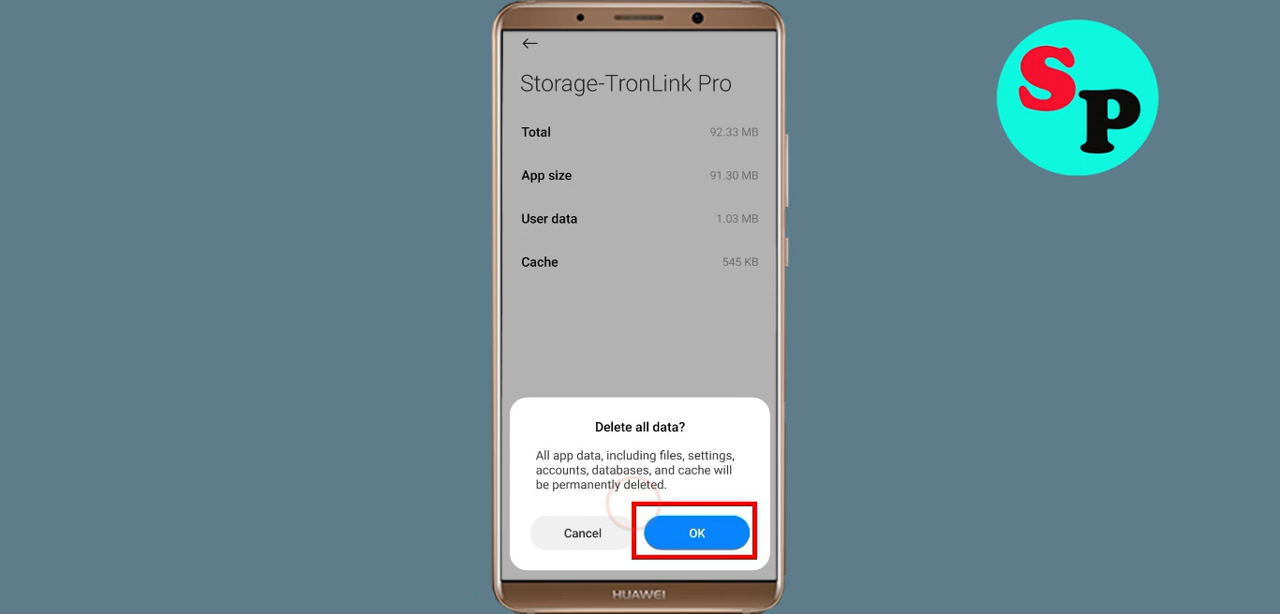 SP
Storage-TronLink Pro
Total 92.33 MB
App size 91.30 MB
User data 1.03 MB
Cache 545 KB
Delete all data?
All app data, including files, settings,
accounts, databases, and cache will
be permanently deleted.
Cancel OK
HUAWEI